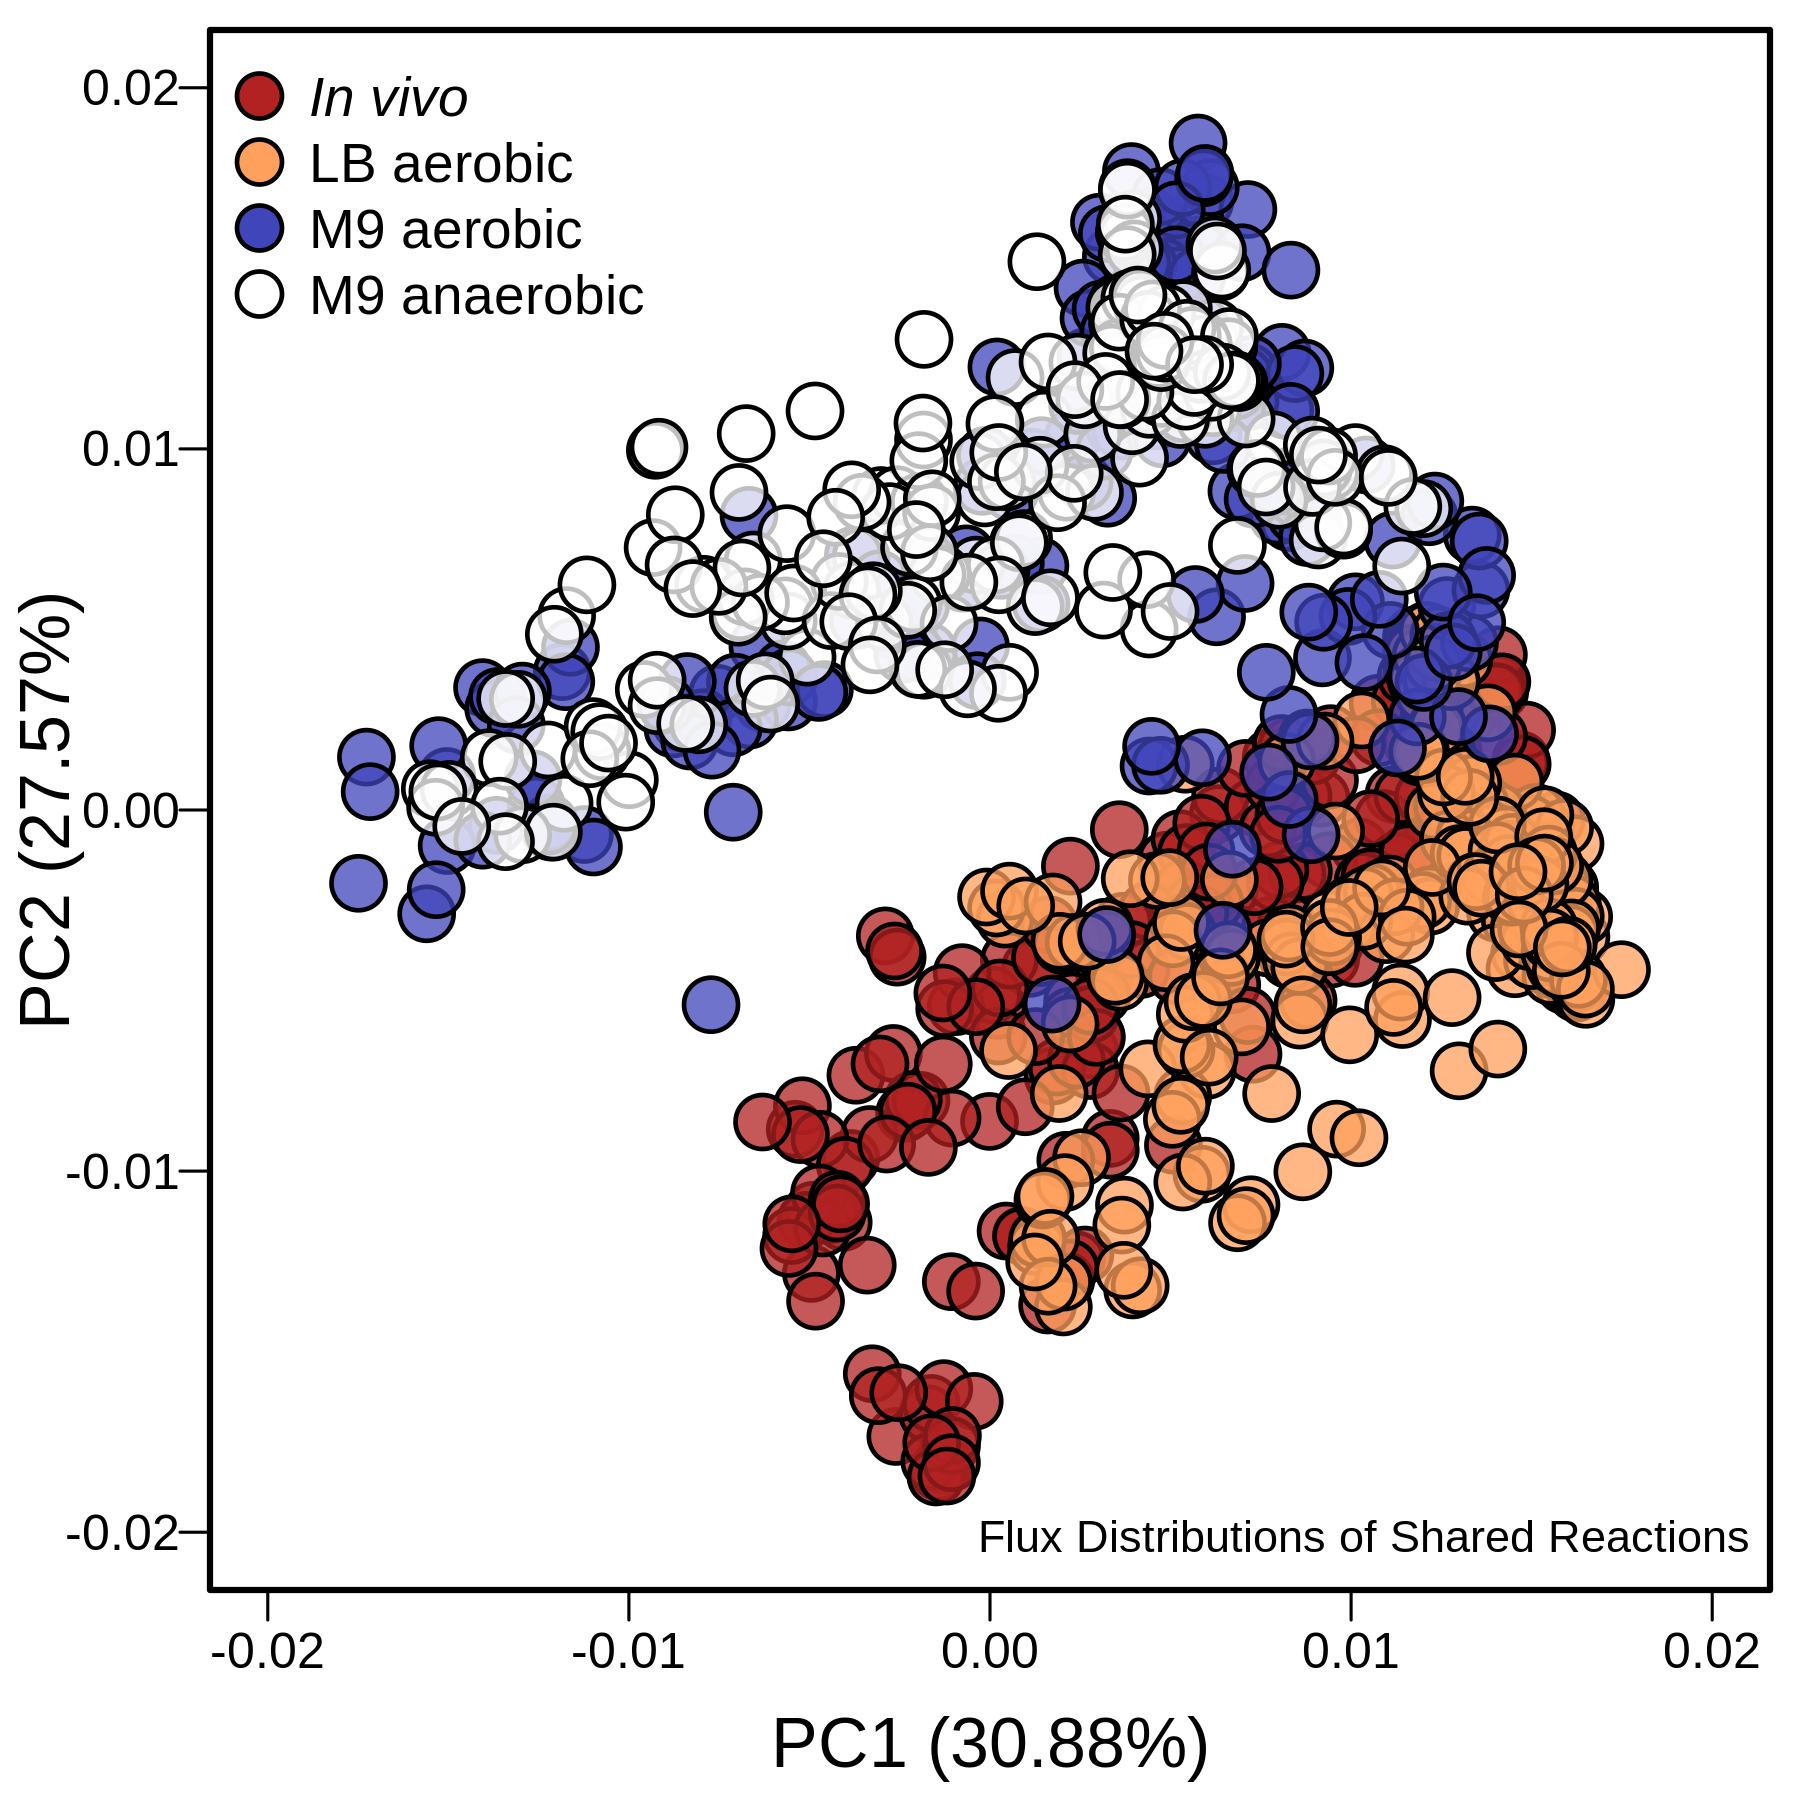 In vivo
LB aerobic
M9 aerobic
M9 anaerobic
0.02
0.01
0.00
-0.01
-0.02
PC2 (27.57%)
Flux Distributions of Shared Reactions
-0.02
-0.01
0.00
0.01
0.02
PC1 (30.88%)